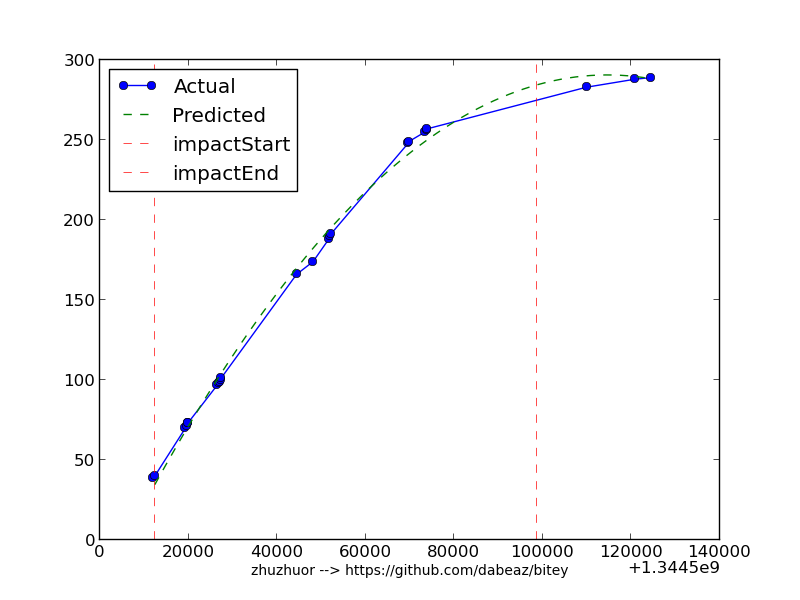 300
250
200
150
100
50
0
Actual
Predicted
impactStart
impactEnd
0 20000 40000 60000 80000 100000 120000 140000
+1.3445e9
zhuzhuor --> https://github.com/dabeaz/bitey